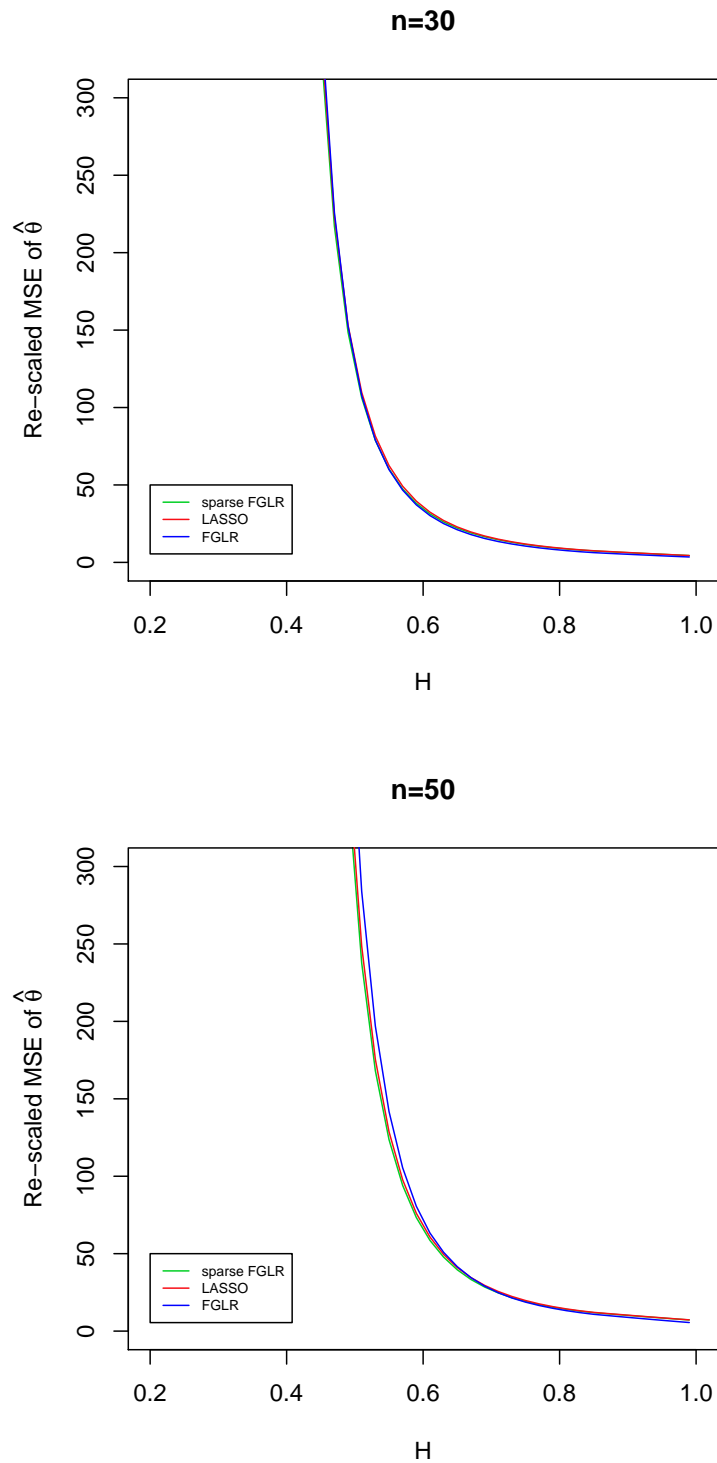 n=30
Re−scaled MSE of θ̂
300
250
200
150
100
50
0
sparse FGLR
LASSO
FGLR
0.2 0.4 0.6 0.8 1.0
H
n=50
Re−scaled MSE of θ̂
300
250
200
150
100
50
0
sparse FGLR
LASSO
FGLR
0.2 0.4 0.6 0.8 1.0
H